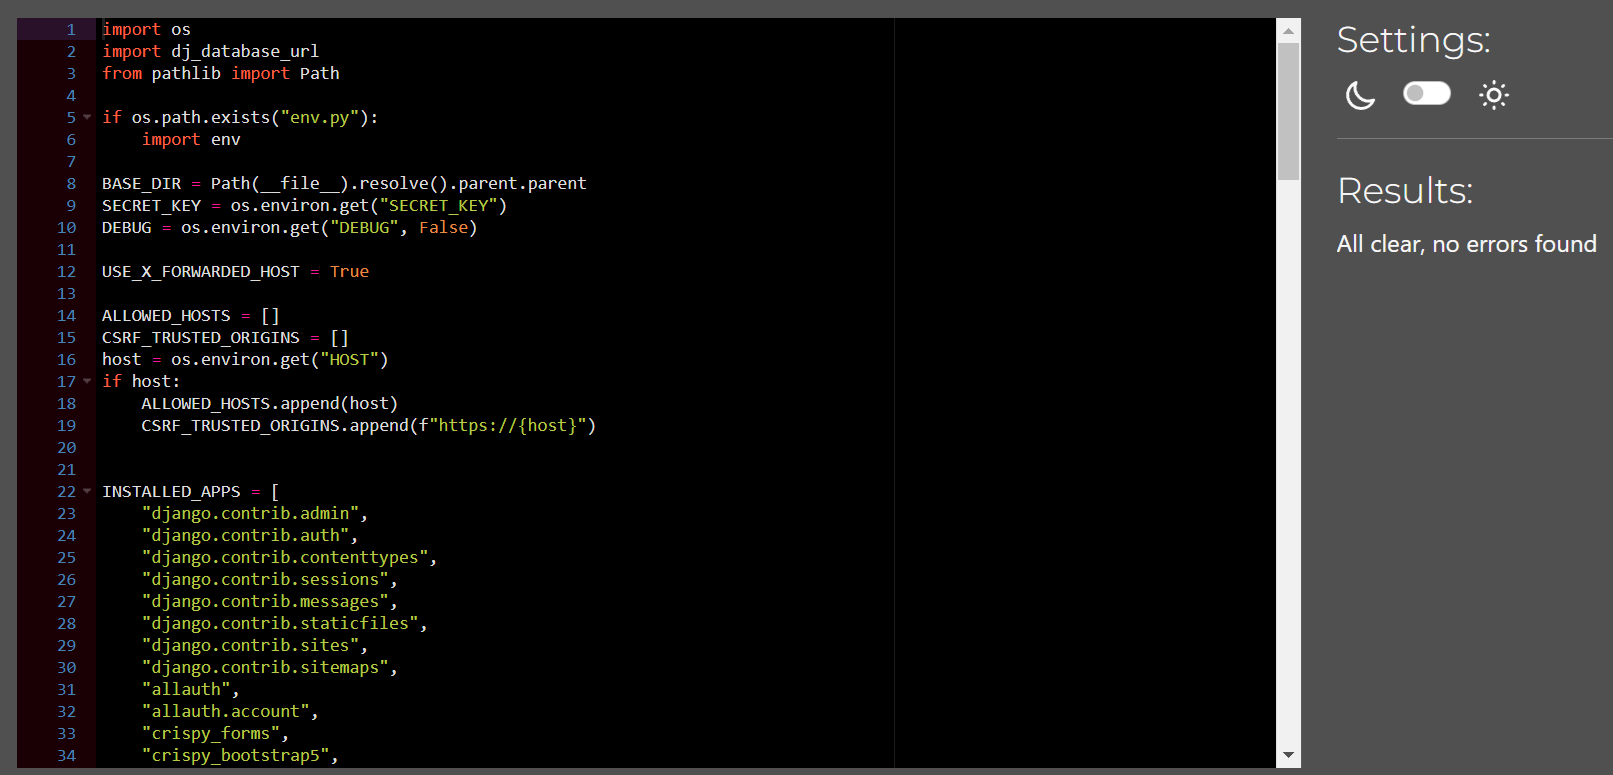 1 import os
2 import dj_database_url
3 from pathlib import Path
4
5 if os.path.exists("env.py"):
6     import env
7
8 BASE_DIR = Path(__file__).resolve().parent.parent
9 SECRET_KEY = os.environ.get("SECRET_KEY")
10 DEBUG = os.environ.get("DEBUG", False)
11
12 USE_X_FORWARDED_HOST = True
13
14 ALLOWED_HOSTS = []
15 CSRF_TRUSTED_ORIGINS = []
16 host = os.environ.get("HOST")
17 if host:
18     ALLOWED_HOSTS.append(host)
19     CSRF_TRUSTED_ORIGINS.append(f"https://{host}")
20
21
22 INSTALLED_APPS = [
23     "django.contrib.admin",
24     "django.contrib.auth",
25     "django.contrib.contenttypes",
26     "django.contrib.sessions",
27     "django.contrib.messages",
28     "django.contrib.staticfiles",
29     "django.contrib.sites",
30     "django.contrib.sitemaps",
31     "allauth",
32     "allauth.account",
33     "crispy_forms",
34     "crispy_bootstrap5",
Settings:
Results:
All clear, no errors found